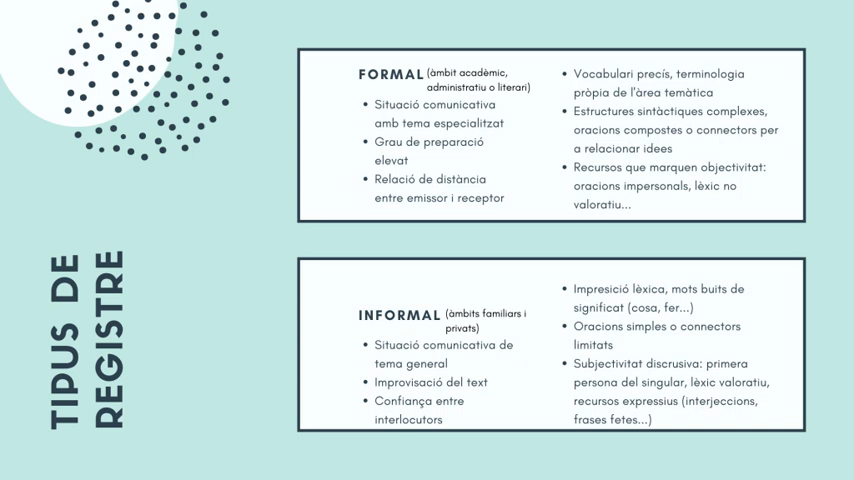 TIPUS DE
REGISTRE
FORMAL (àmbit acadèmic,
administratiu o literari)
• Situació comunicativa
amb tema especialitzat
• Grau de preparació
elevat
• Relació de distància
entre emissor i receptor
• Vocabulari precís, terminologia
pròpia de l'àrea temàtica
• Estructures sintàctiques complexes,
oracions compostes o connectors per
a relacionar idees
• Recursos que marquen objectivitat:
oracions impersonals, lèxic no
valoratiu...
INFORMAL (àmbits familiars i
privats)
• Situació comunicativa de
tema general
• Improvisació del text
• Confiança entre
interlocutors
• Impresició lèxica, mots buits de
significat (cosa, fer...)
• Oracions simples o connectors
limitats
• Subjectivitat discrusiva: primera
persona del singular, lèxic valoratiu,
recursos expressius (interjeccions,
frases fetes...)